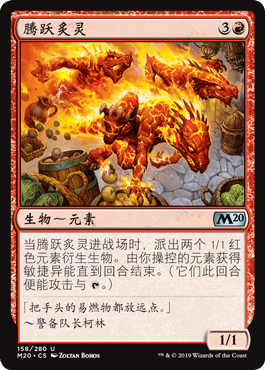 腾跃炙灵 3
生物～元素 M20
当腾跃炙灵进战场时，派出两个 1/1 红
色元素衍生生物。由你操控的元素获得
敏捷异能直到回合结束。（它们此回合
便能攻击与 。）
「把手头的易燃物都放远点。」
～警备队长柯林
1/1
158/280 U
M20 • CS ZOLTAN BOROS
™ & © 2019 Wizards of the Coast